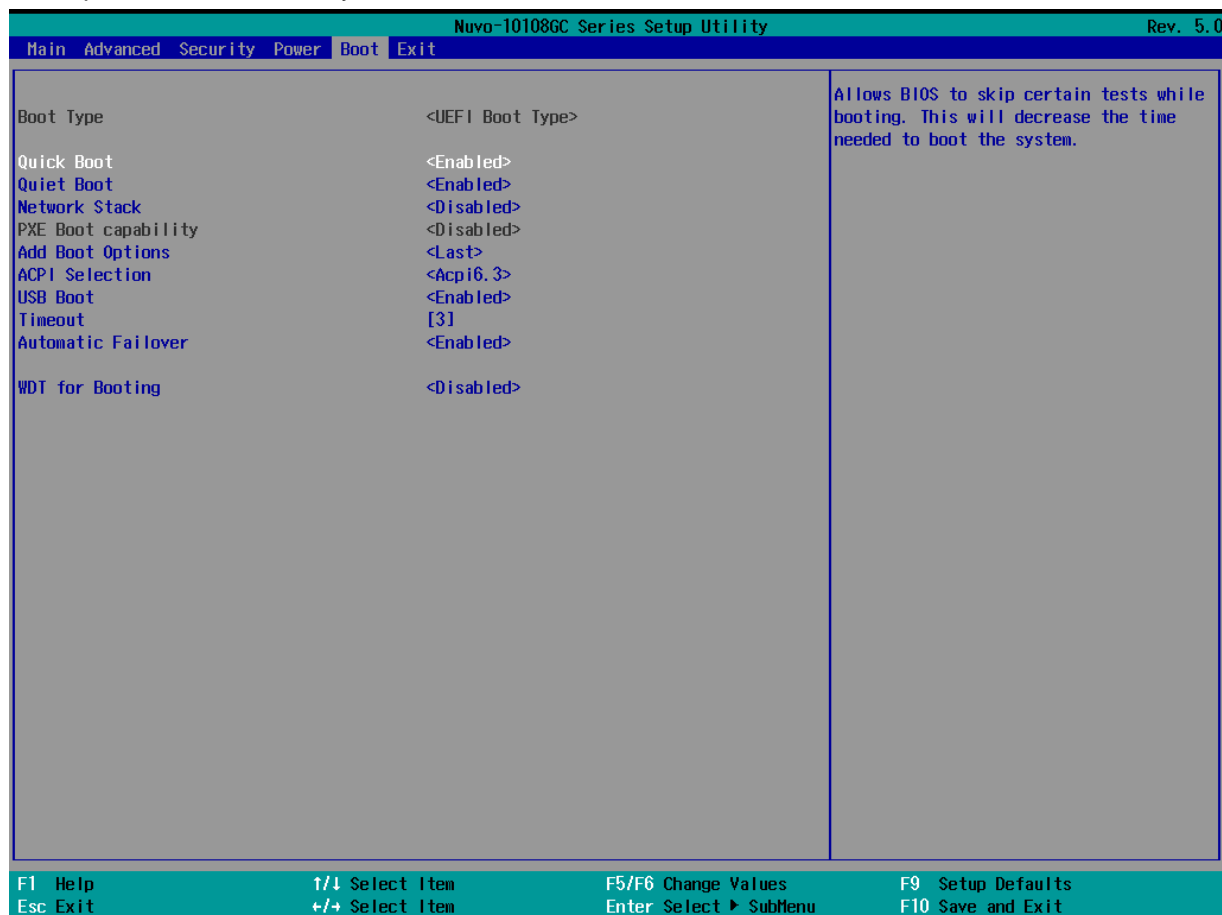 Nuvo-10108GC Series Setup Utility Rev. 5.0
Main Advanced Security Power Boot Exit
Boot Type <UEFI Boot Type>
Quick Boot <Enabled>
Quiet Boot <Enabled>
Network Stack <Disabled>
PXE Boot capability <Disabled>
Add Boot Options <Last>
ACPI Selection <Acpi6.3>
USB Boot <Enabled>
Timeout [3]
Automatic Failover <Enabled>
WDT for Booting <Disabled>
Allows BIOS to skip certain tests while
booting. This will decrease the time
needed to boot the system.
F1 Help ↑/↓ Select Item F5/F6 Change Values F9 Setup Defaults
Esc Exit ←/→ Select Item Enter Select ▶ SubMenu F10 Save and Exit